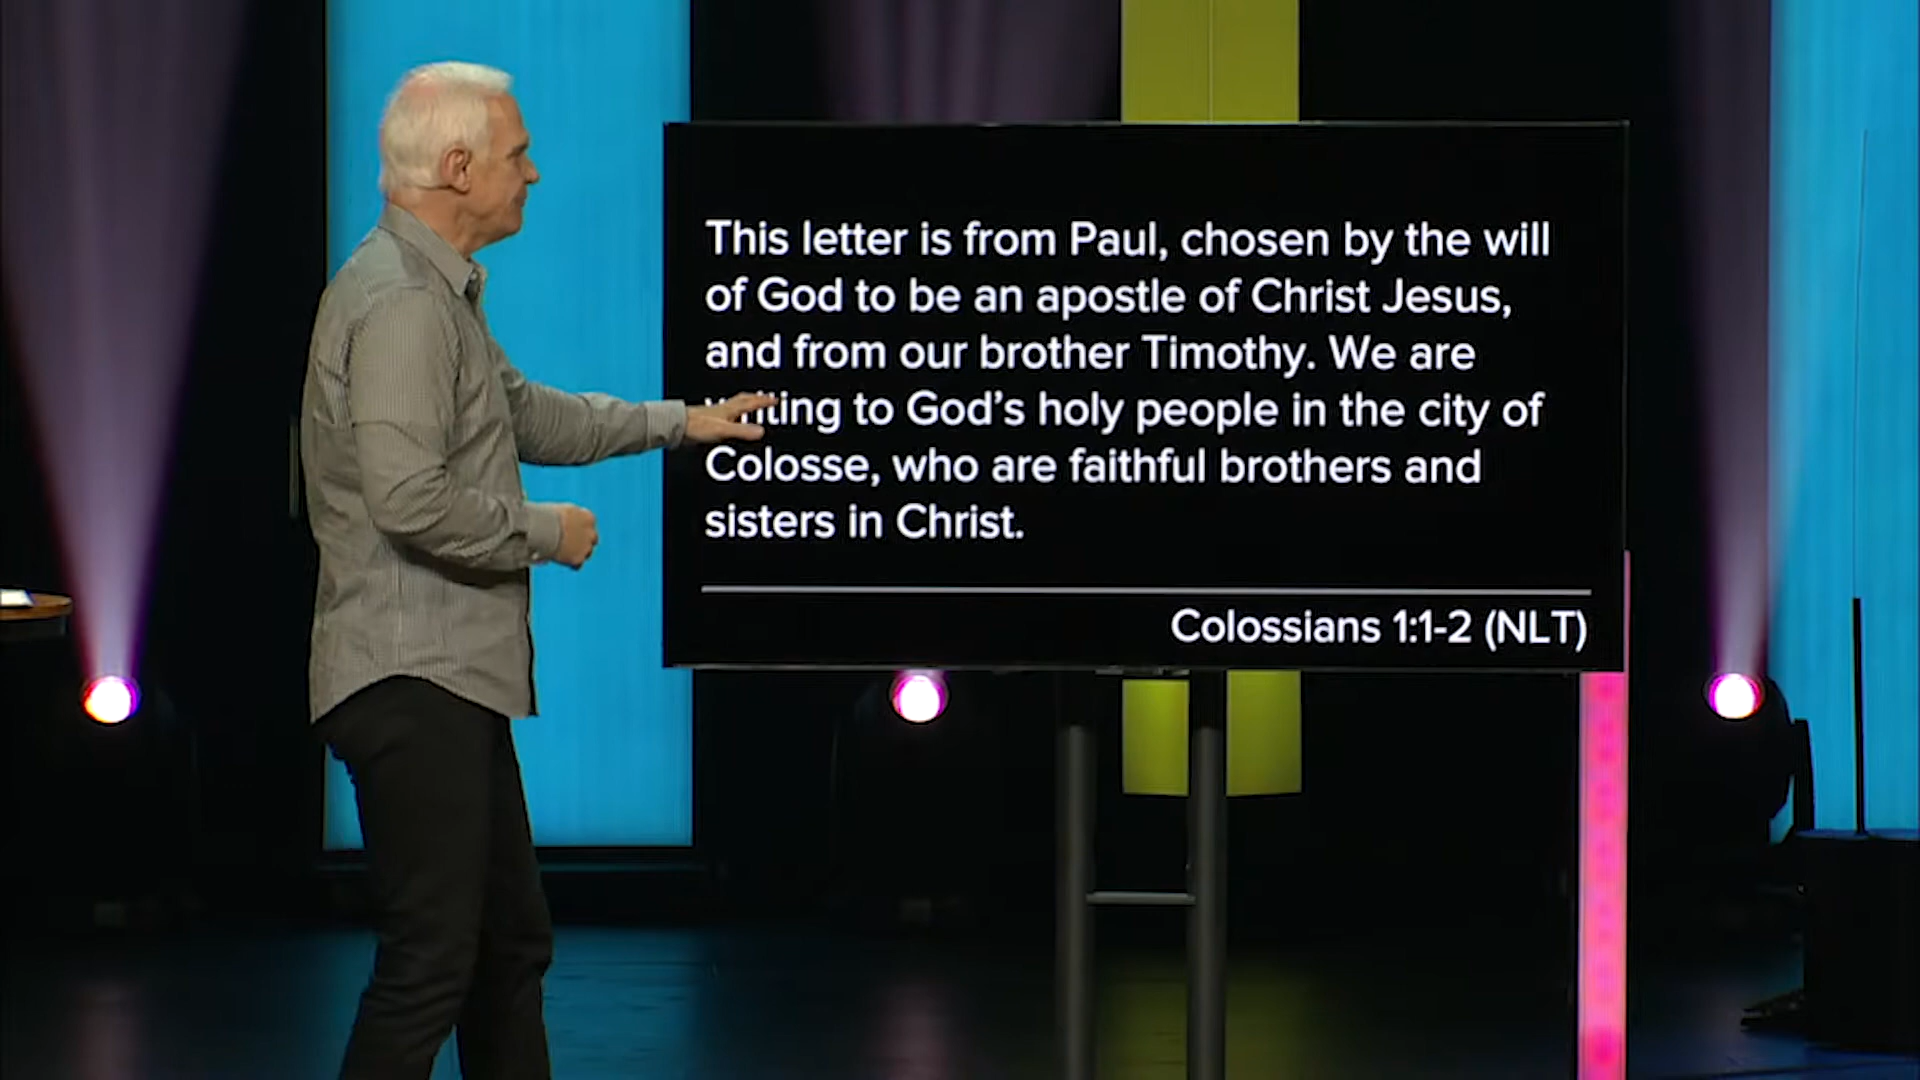 This letter is from Paul, chosen by the will
of God to be an apostle of Christ Jesus,
and from our brother Timothy. We are
writing to God’s holy people in the city of
Colosse, who are faithful brothers and
sisters in Christ.
Colossians 1:1-2 (NLT)